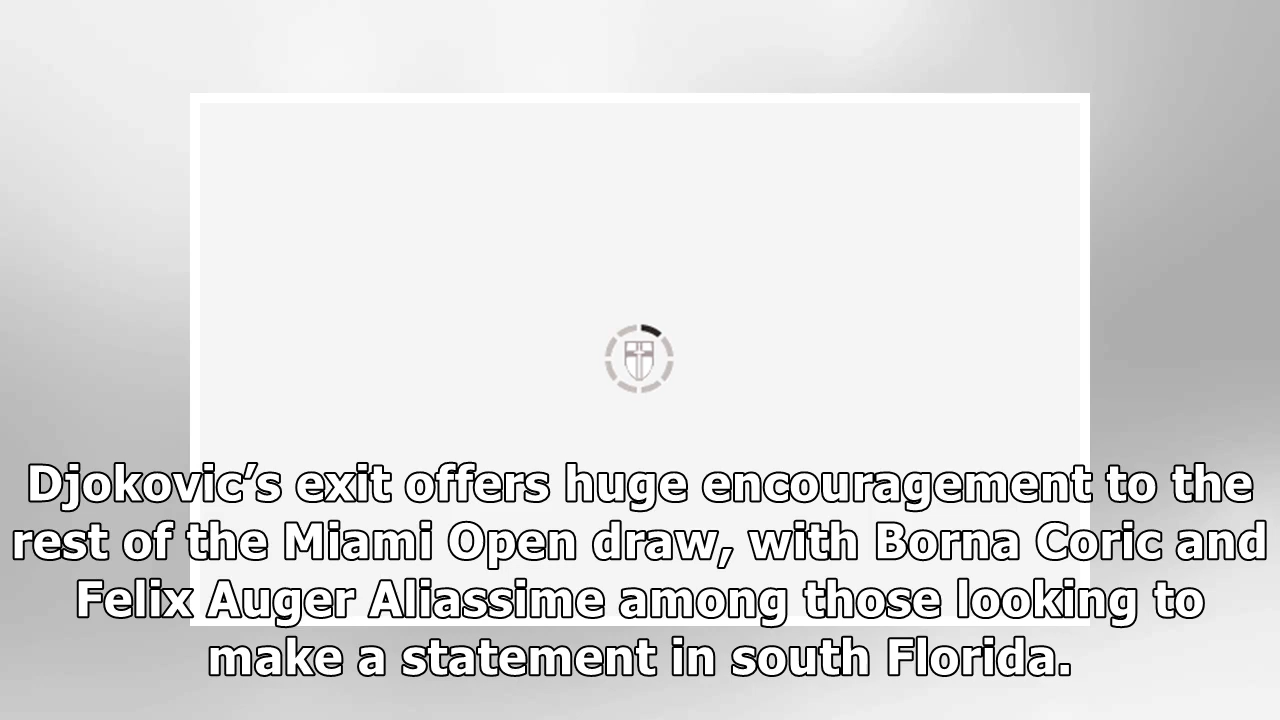 Djokovic’s exit offers huge encouragement to the
rest of the Miami Open draw, with Borna Coric and
Felix Auger Aliassime among those looking to
make a statement in south Florida.